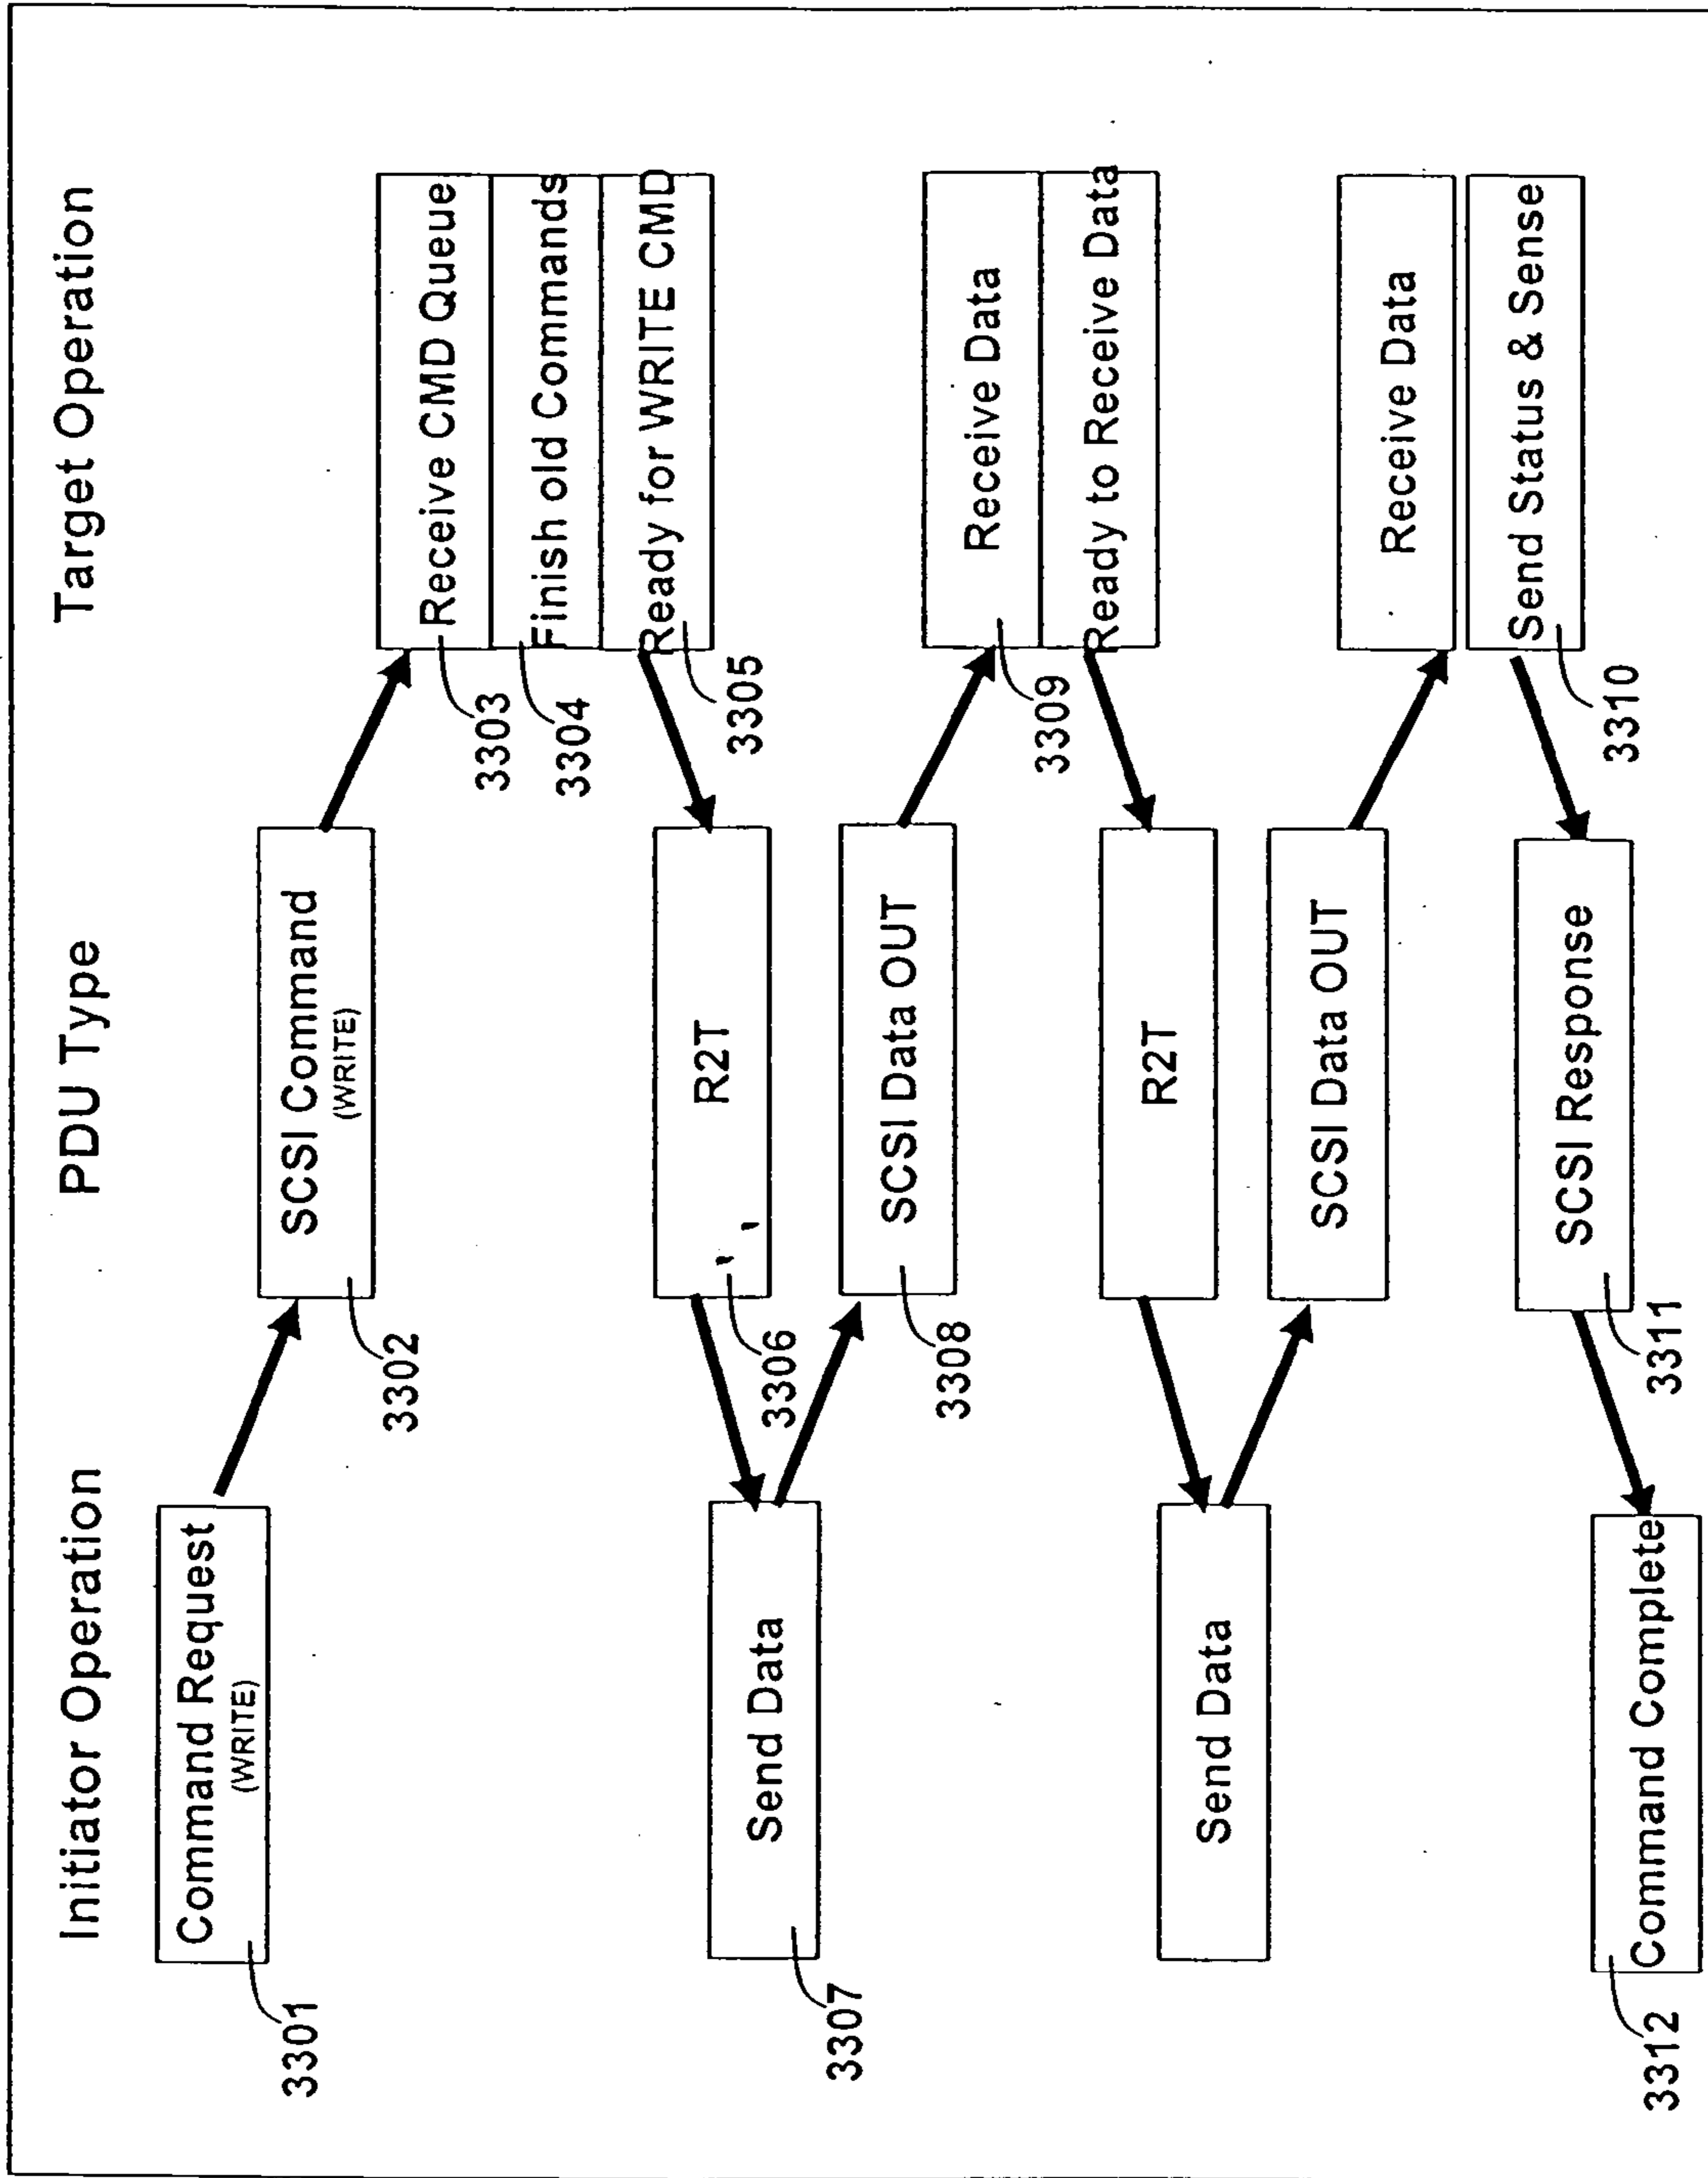 Initiator Operation
PDU Type
Target Operation
Command Request
(WRITE)
3301
SCSI Command
(WRITE)
3302
Receive CMD Queue
3303
Finish old Commands
3304
Ready for WRITE CMD
3305
R2T
3306
Send Data
3307
SCSI Data OUT
3308
Receive Data
3309
Ready to Receive Data
R2T
Send Data
SCSI Data OUT
Receive Data
Send Status & Sense
3310
SCSI Response
3311
Command Complete
3312